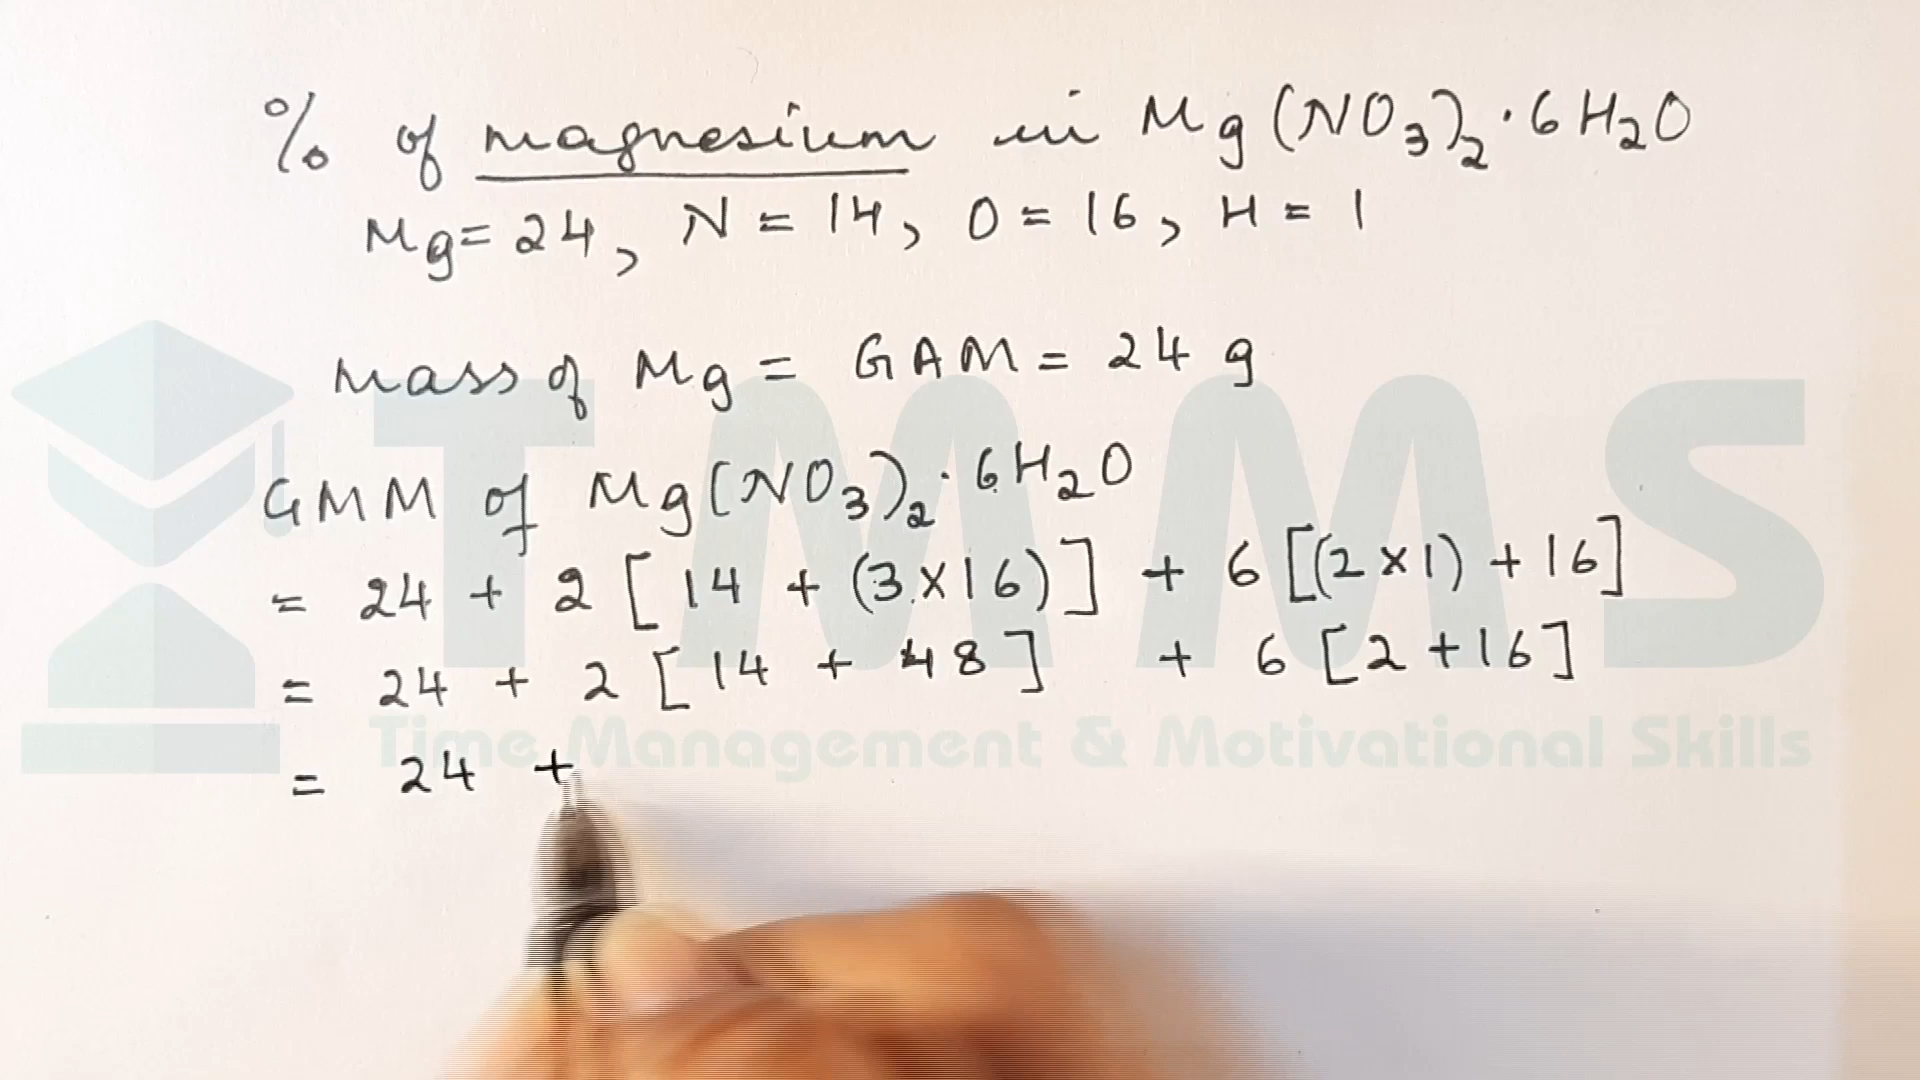 % of magnesium in Mg(NO₃)₂·6H₂O
Mg=24, N=14, O=16, H=1
Mass of Mg = GAM = 24 g
GMM of Mg(NO₃)₂·6H₂O
= 24 + 2 [14 + (3×16)] + 6 [(2×1) + 16]
= 24 + 2 [14 + 48] + 6 [2 + 16]
= 24 +
TMMS
Time Management & Motivational Skills